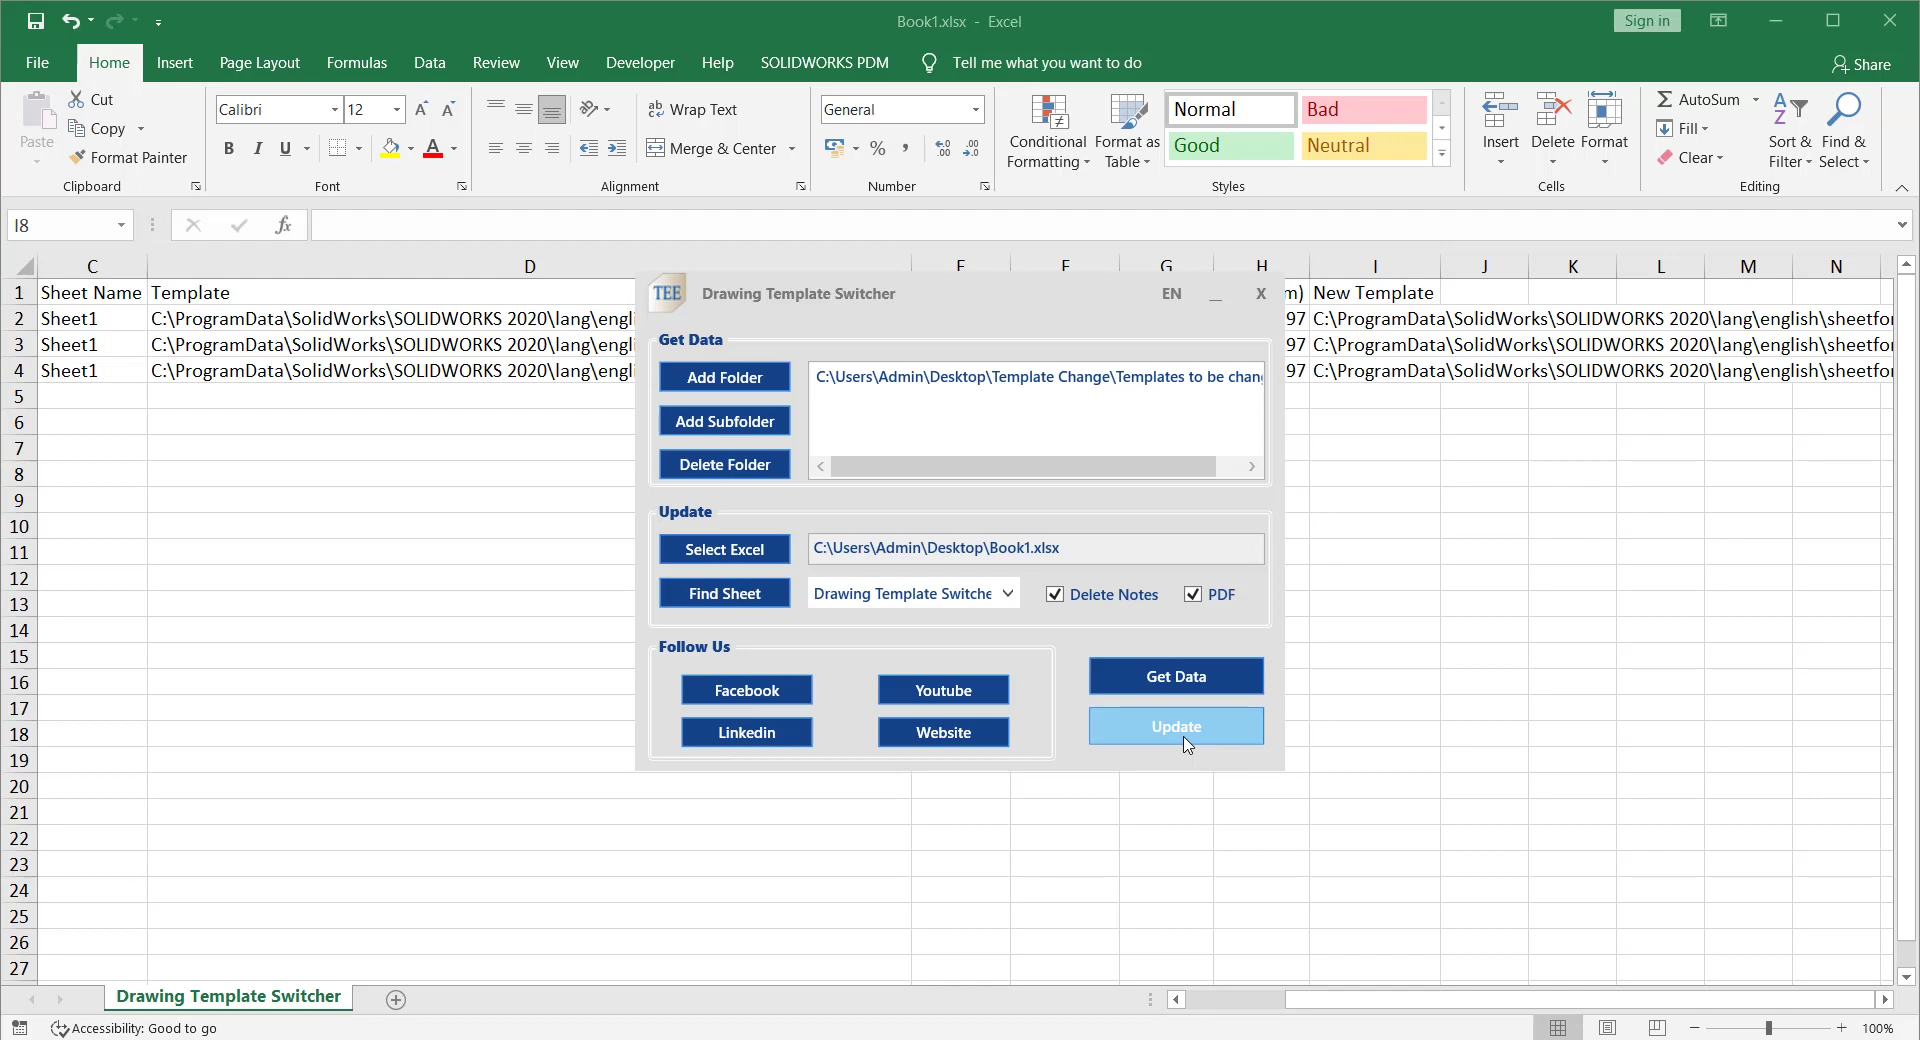 Book1.xlsx - Excel
Sign in
File Home Insert Page Layout Formulas Data Review View Developer Help SOLIDWORKS PDM Tell me what you want to do Share
Paste
Cut
Copy
Format Painter
Clipboard
Calibri 12
B I U
Font
Wrap Text
Merge & Center
Alignment
General
Number
Conditional Formatting
Format as Table
Normal Bad
Good Neutral
Styles
Insert Delete Format
Cells
AutoSum
Fill
Clear
Sort & Filter
Find & Select
Editing
I8
fx
C D E F G H I J K L M N
1 Sheet Name Template m) New Template
2 Sheet1 C:\ProgramData\SolidWorks\SOLIDWORKS 2020\lang\engli 97 C:\ProgramData\SolidWorks\SOLIDWORKS 2020\lang\english\sheetfor
3 Sheet1 C:\ProgramData\SolidWorks\SOLIDWORKS 2020\lang\engli 97 C:\ProgramData\SolidWorks\SOLIDWORKS 2020\lang\english\sheetfor
4 Sheet1 C:\ProgramData\SolidWorks\SOLIDWORKS 2020\lang\engli 97 C:\ProgramData\SolidWorks\SOLIDWORKS 2020\lang\english\sheetfor
5
6
7
8
9
10
11
12
13
14
15
16
17
18
19
20
21
22
23
24
25
26
27
TEE Drawing Template Switcher EN _ X
Get Data
Add Folder
C:\Users\Admin\Desktop\Template Change\Templates to be chan
Add Subfolder
Delete Folder
Update
Select Excel C:\Users\Admin\Desktop\Book1.xlsx
Find Sheet Drawing Template Switche Delete Notes PDF
Follow Us
Facebook Youtube
Linkedin Website
Get Data
Update
Drawing Template Switcher
Accessibility: Good to go
100%